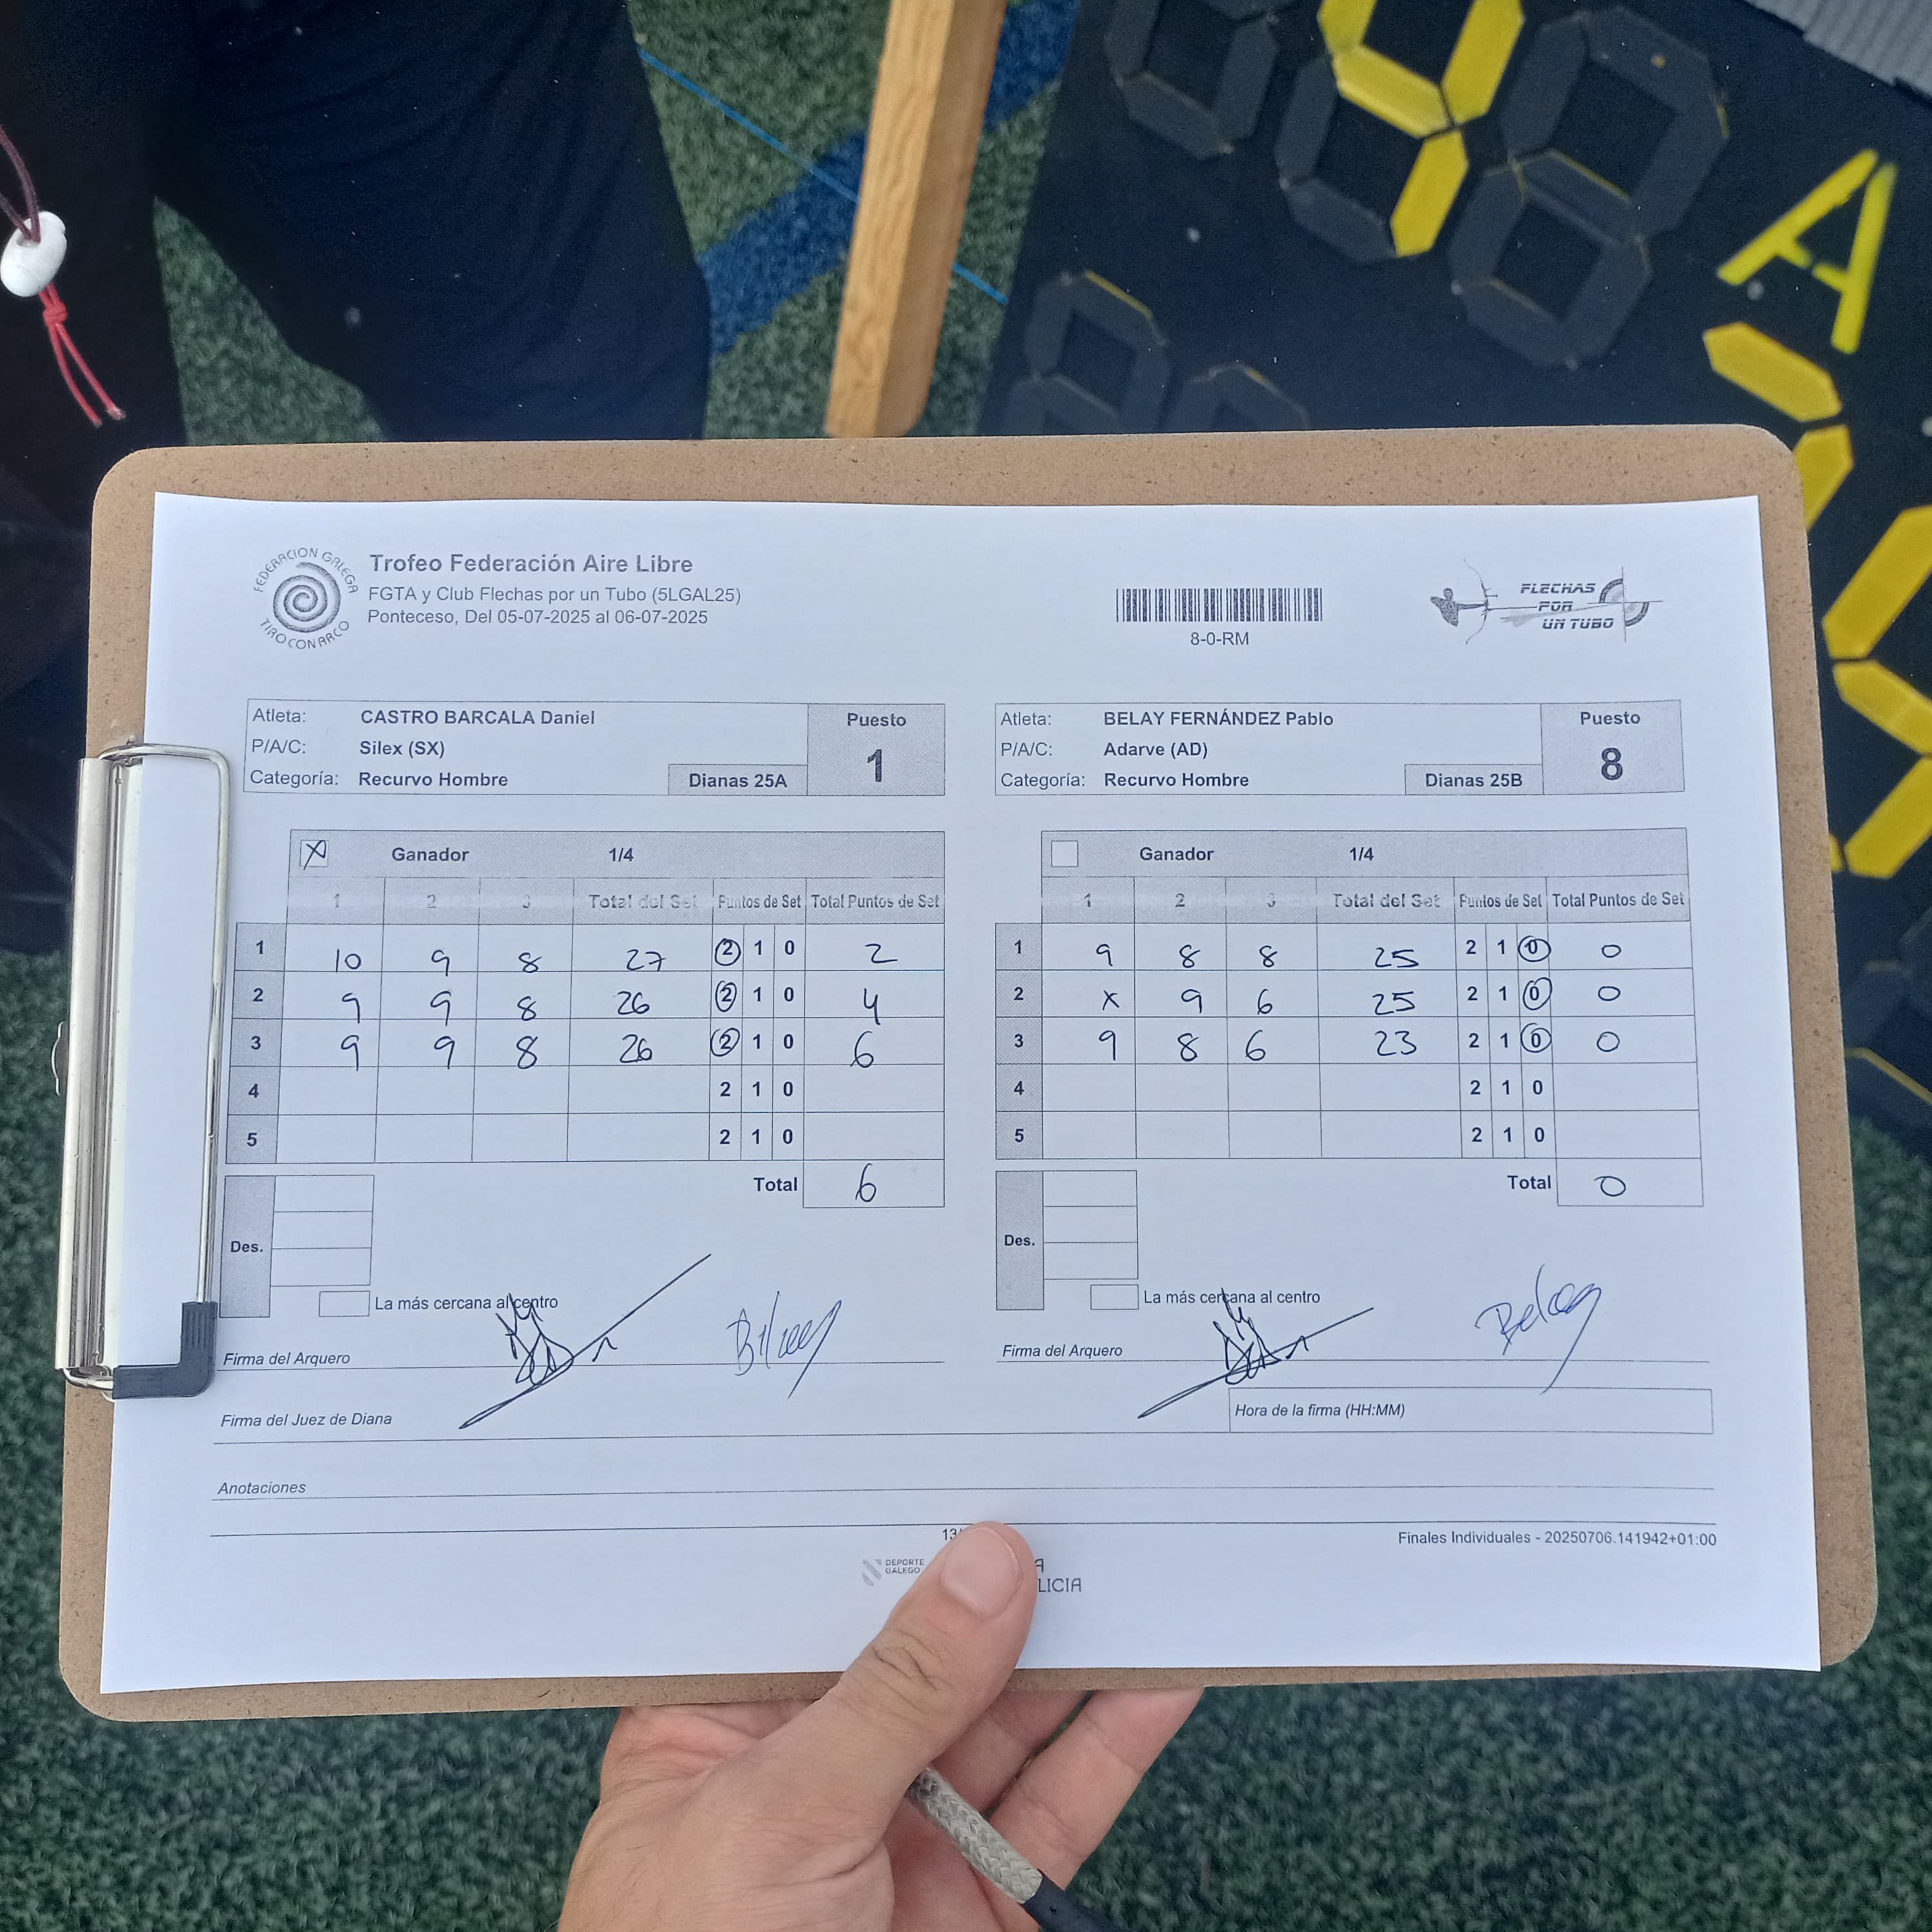 A
FEDERACION GALEGA
TIRO CON ARCO
Trofeo Federación Aire Libre
FGTA y Club Flechas por un Tubo (5LGAL25)
Ponteceso, Del 05-07-2025 al 06-07-2025
8-0-RM
FLECHAS
POR
UN TUBO
Atleta: CASTRO BARCALA Daniel
P/A/C: Sílex (SX)
Categoría: Recurvo Hombre
Dianas 25A
Puesto
1
Atleta: BELAY FERNÁNDEZ Pablo
P/A/C: Adarve (AD)
Categoría: Recurvo Hombre
Dianas 25B
Puesto
8
X Ganador 1/4
1 2 3 Total del Set Puntos de Set Total Puntos de Set
1 10 9 8 27 2 1 0 2
2 9 9 8 26 2 1 0 4
3 9 9 8 26 2 1 0 6
4 2 1 0
5 2 1 0
Total 6
Des.
La más cercana al centro
Firma del Arquero
Ganador 1/4
1 2 3 Total del Set Puntos de Set Total Puntos de Set
1 9 8 8 25 2 1 0 0
2 X 9 6 25 2 1 0 0
3 9 8 6 23 2 1 0 0
4 2 1 0
5 2 1 0
Total 0
Des.
La más cercana al centro
Firma del Arquero Belay
Firma del Juez de Diana
Hora de la firma (HH:MM)
Anotaciones
Finales Individuales - 20250706.141942+01:00
DEPORTE
GALEGO